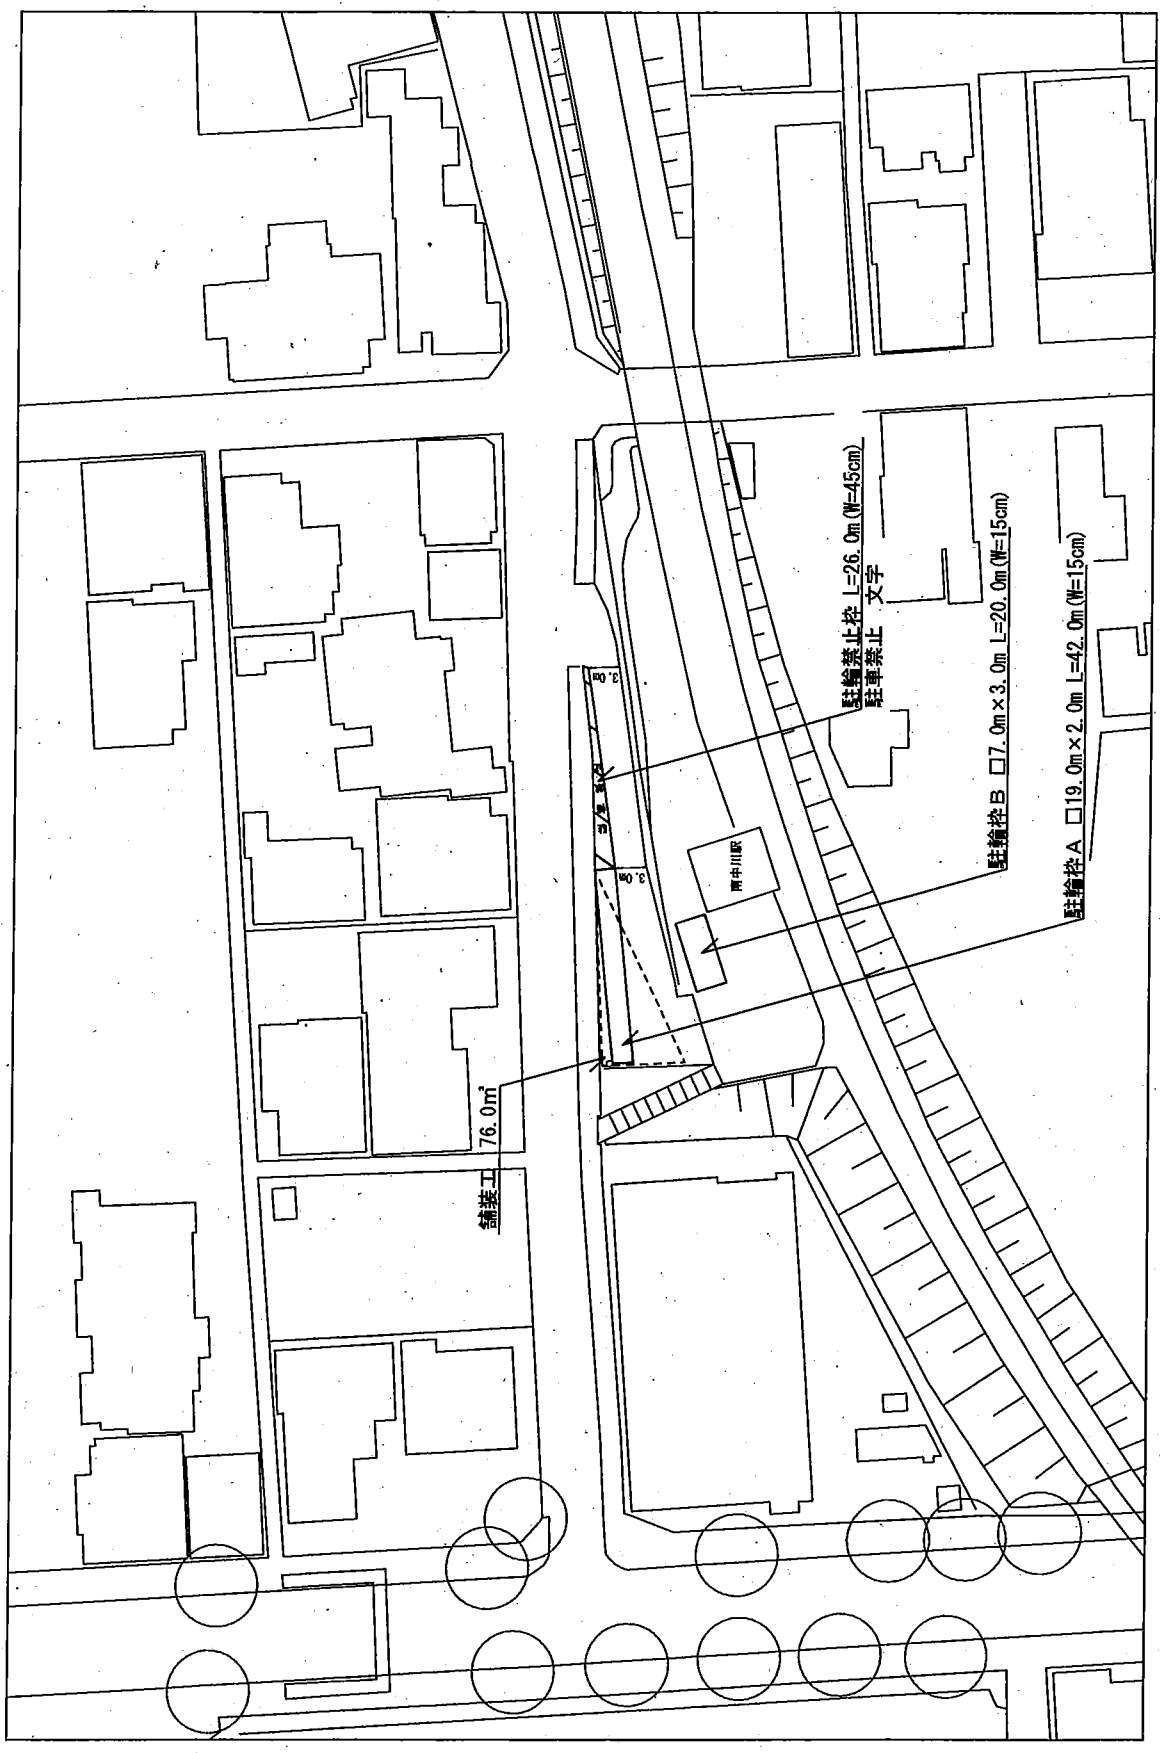 駐輪禁止枠 L=26.0m(W=45cm)
駐車禁止 文字
駐輪枠B □7.0m×3.0m L=20.0m(W=15cm)
駐輪枠A □19.0m×2.0m L=42.0m(W=15cm)
舗装工 76.0㎡
3.0m
3.0m
南中川駅